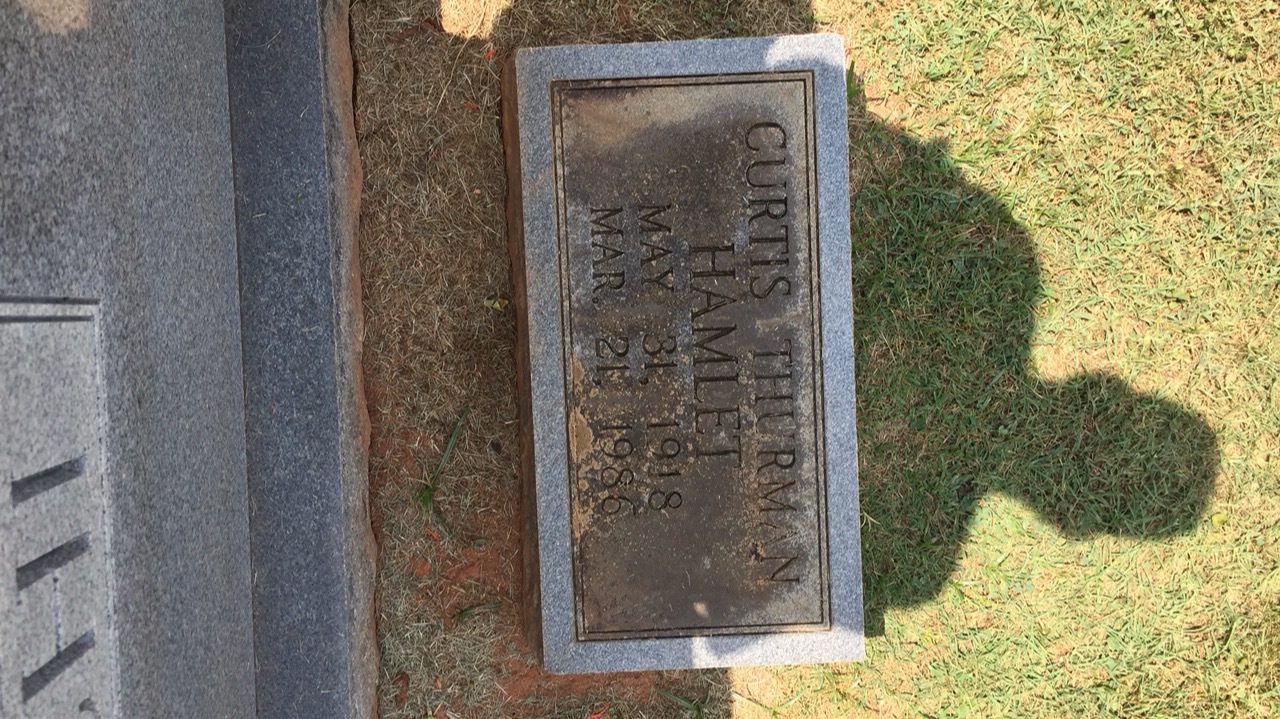 CURTIS THURMAN
HAMLET
MAY 31, 1918
MAR. 21, 1986